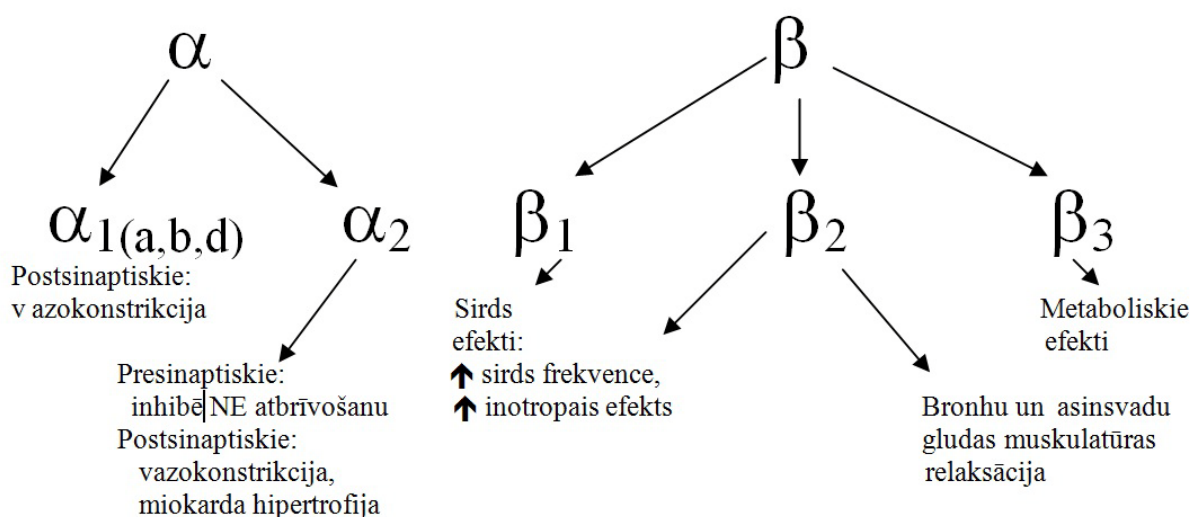 α
β
α1(a,b,d)
α2
β1
β2
β3
Postsinaptiskie:
v azokonstrikcija
Presinaptiskie:
inhibē NE atbrīvošanu
Postsinaptiskie:
vazokonstrikcija,
miokarda hipertrofija
Sirds
efekti:
↑ sirds frekvence,
↑ inotropais efekts
Bronhu un asinsvadu
gludas muskulatūras
relaksācija
Metaboliskie
efekti